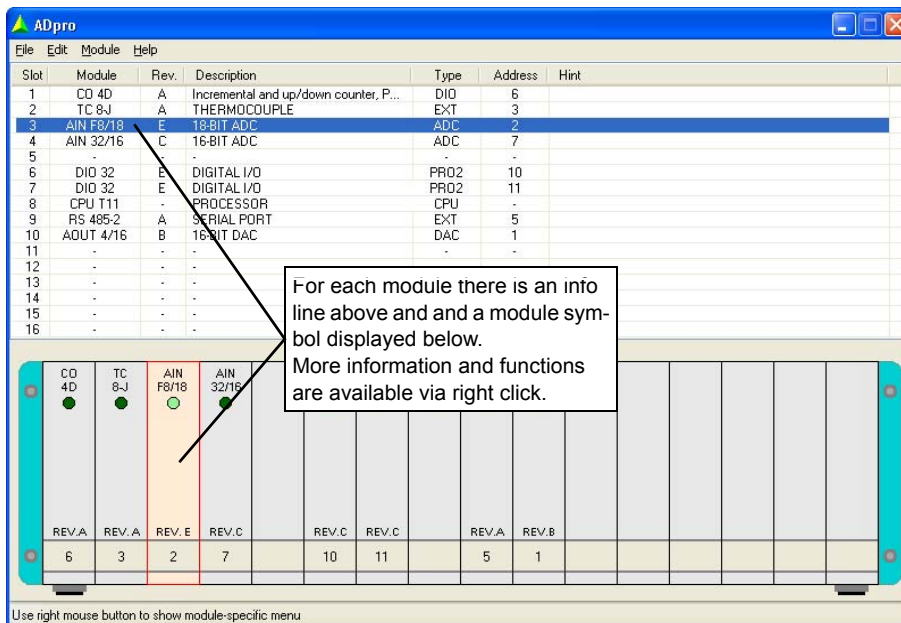 ADpro
File Edit Module Help
Slot Module Rev. Description Type Address Hint
1 CO 4D A Incremental and up/down counter, P... DIO 6
2 TC 8-J A THERMOCOUPLE EXT 3
3 AIN F8/18 E 18-BIT ADC ADC 2
4 AIN 32/16 C 16-BIT ADC ADC 7
5 - - - - -
6 DIO 32 E DIGITAL I/O PRO2 10
7 DIO 32 E DIGITAL I/O PRO2 11
8 CPU T11 - PROCESSOR CPU -
9 RS 485-2 A SERIAL PORT EXT 5
10 AOUT 4/16 B 16-BIT DAC DAC 1
11 - - - - -
12 - - -
13 - - -
14 - - -
15 - - -
16 - - -
For each module there is an info
line above and and a module sym-
bol displayed below.
More information and functions
are available via right click.
CO TC AIN AIN
4D 8-J F8/18 32/16
REV.A REV. A REV. E REV.C REV.C REV.C REV.A REV.B
6 3 2 7 10 11 5 1
Use right mouse button to show module-specific menu